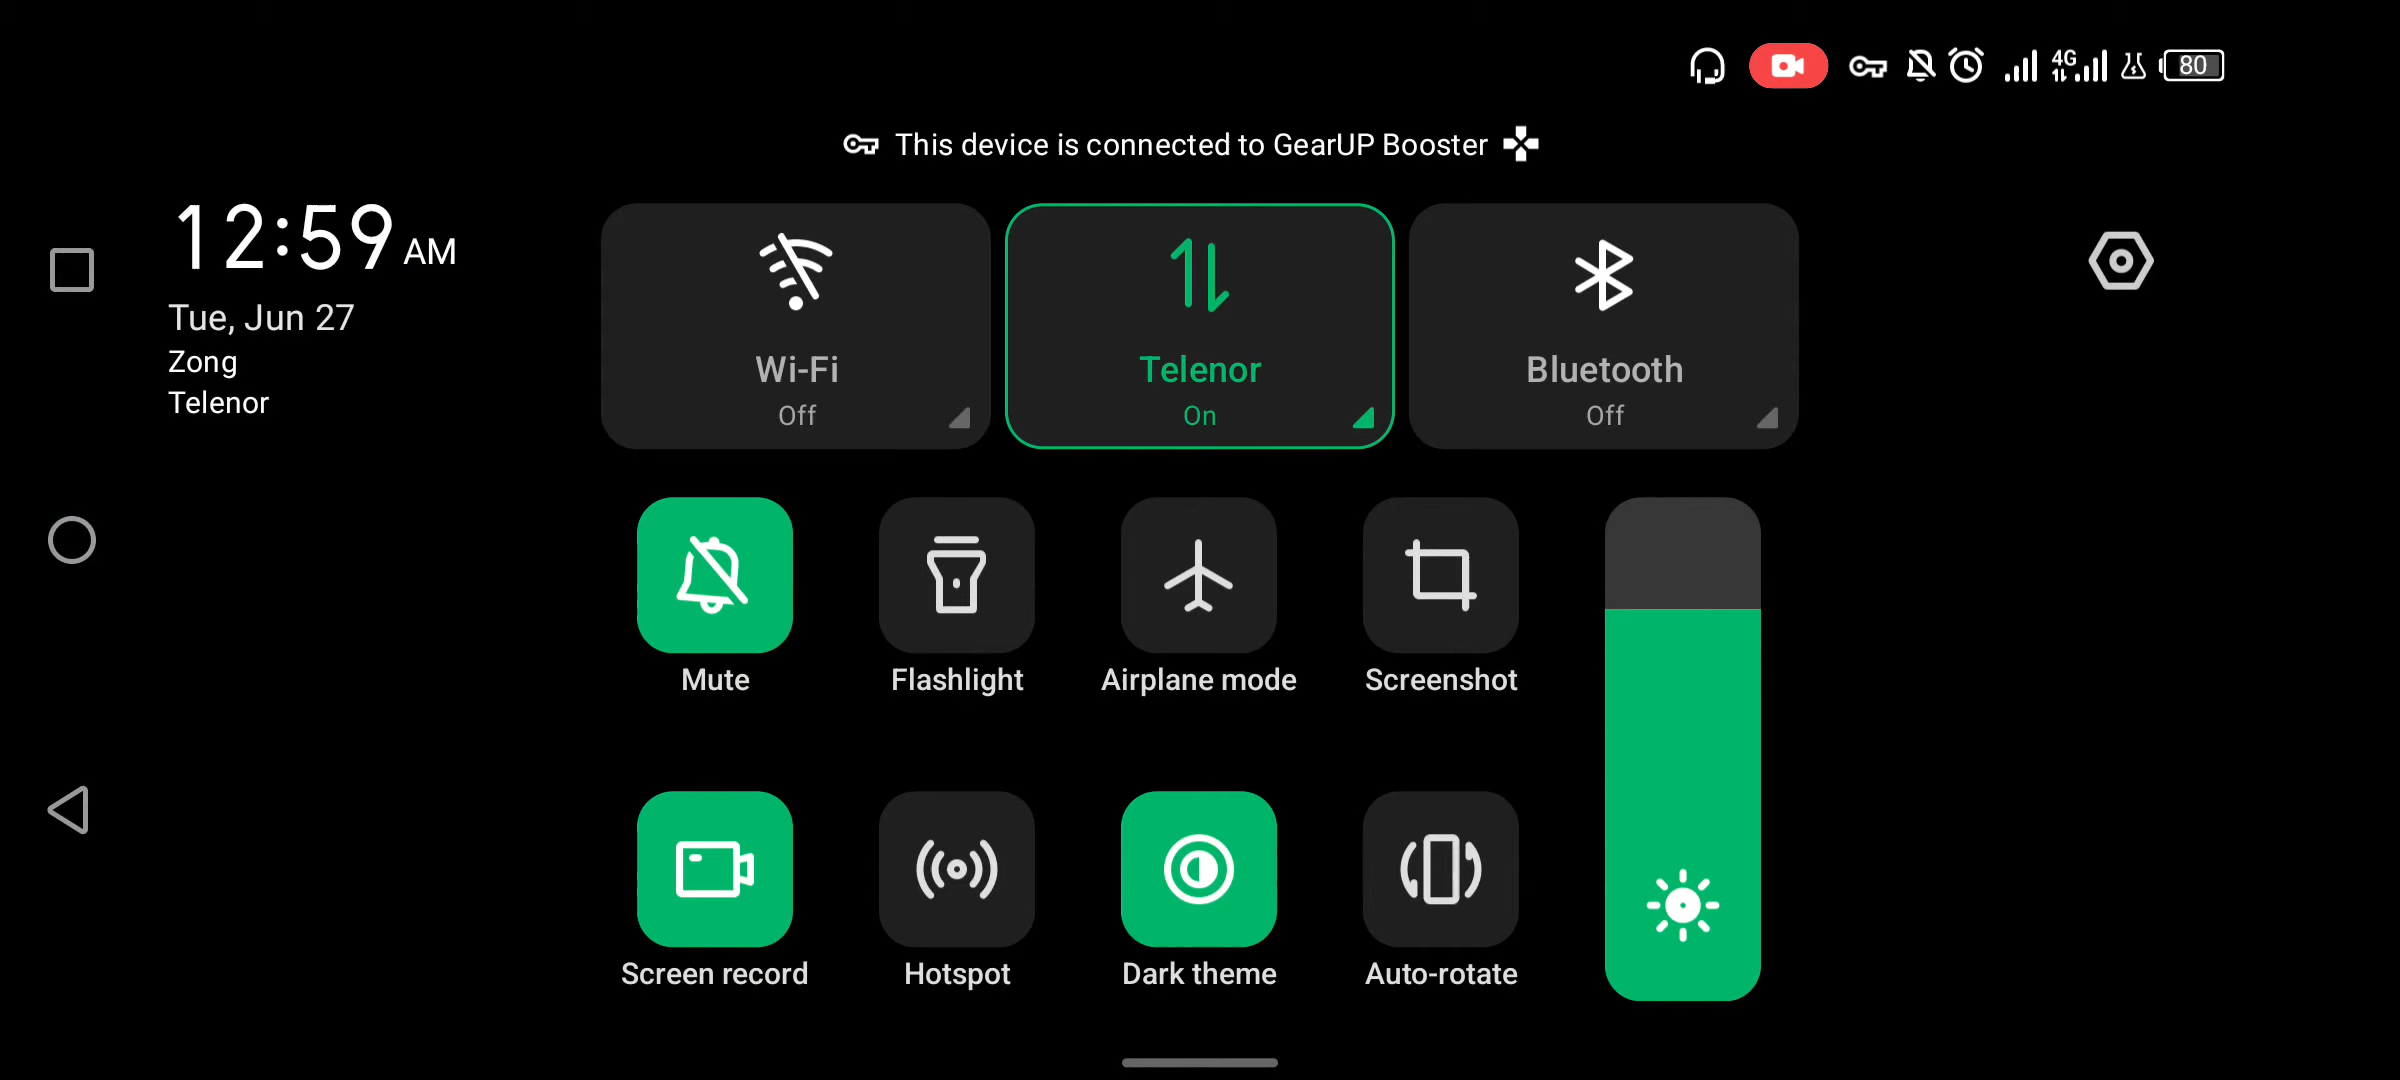 4G 80
This device is connected to GearUP Booster
12:59 AM
Tue, Jun 27
Zong
Telenor
Wi-Fi
Off
Telenor
On
Bluetooth
Off
Mute
Flashlight
Airplane mode
Screenshot
Screen record
Hotspot
Dark theme
Auto-rotate